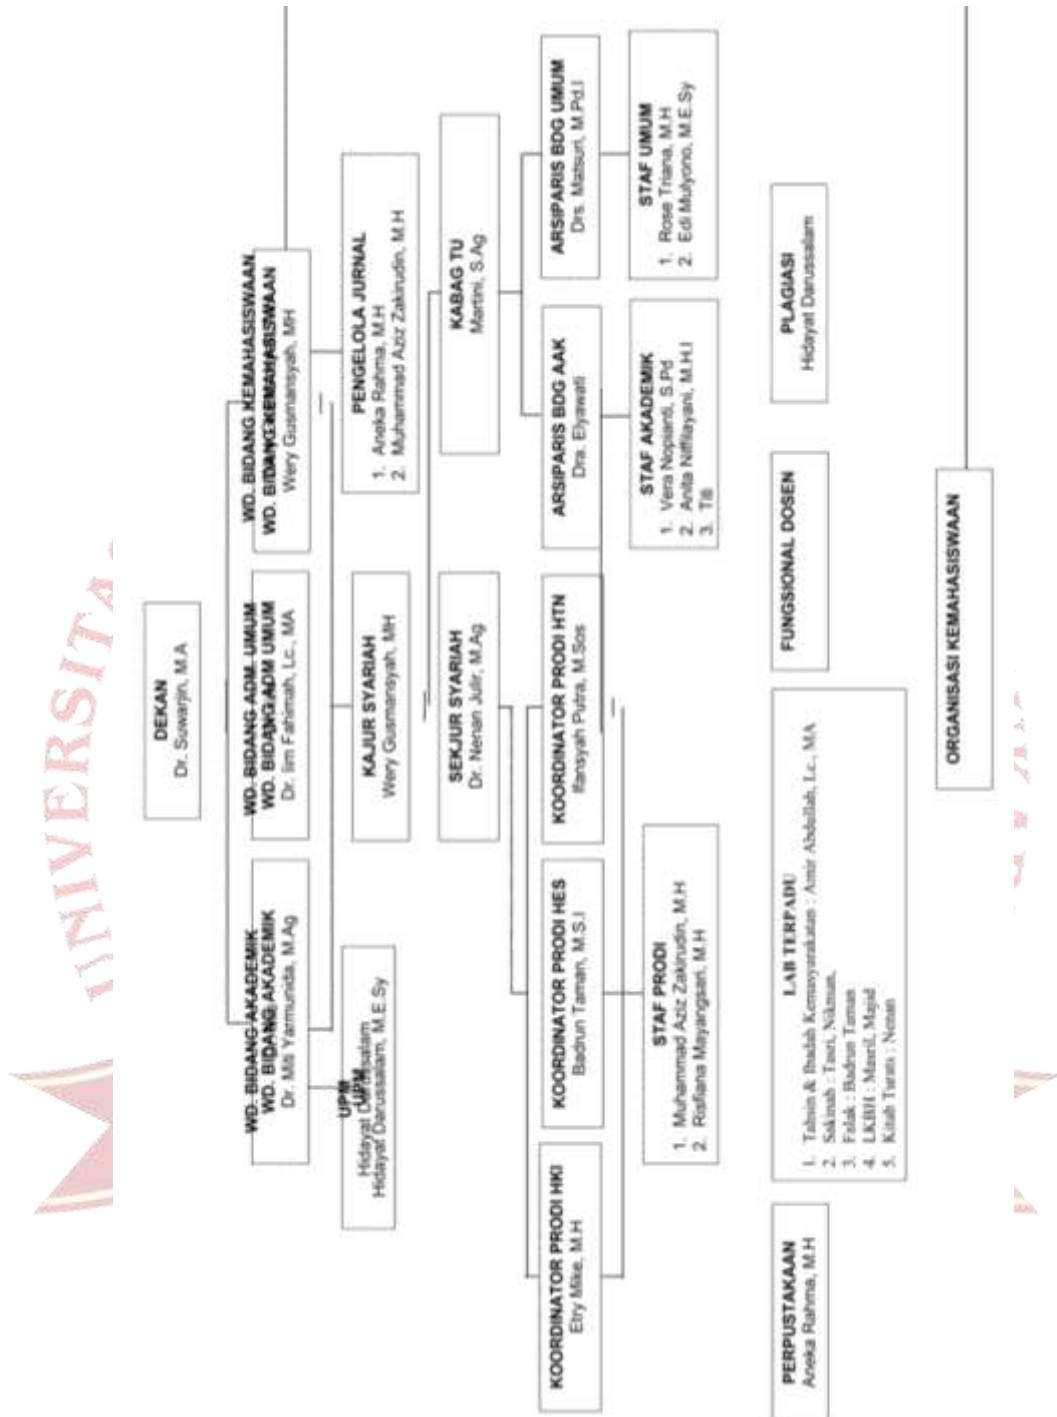 DEKAN
Dr. Suwarjin, M.A
WD. BIDANG AKADEMIK
WD. BIDANG AKADEMIK
Dr. Miti Yarmunida, M.Ag
WD. BIDANG ADM. UMUM
WD. BIDANG ADM UMUM
Dr. Iim Fahimah, Lc., MA
WD. BIDANG KEMAHASISWAAN
WD. BIDANG KEMAHASISWAAN
Wery Gusmansyah, MH
UPM
UPM
Hidayat Darussalam
Hidayat Darussalam, M.E.Sy
KAJUR SYARIAH
Wery Gusmansyah, MH
PENGELOLA JURNAL
1. Aneka Rahma, M.H
2. Muhammad Aziz Zakirudin, M.H
SEKJUR SYARIAH
Dr. Nenan Julir, M.Ag
KABAG TU
Martini, S.Ag
KOORDINATOR PRODI HKI
Etry Mike, M.H
KOORDINATOR PRODI HES
Badrun Taman, M.S.I
KOORDINATOR PRODI HTN
Ifansyah Putra, M.Sos
ARSIPARIS BDG AAK
Dra. Elyawati
ARSIPARIS BDG UMUM
Drs. Matsuri, M.Pd.I
STAF PRODI
1. Muhammad Aziz Zakirudin, M.H
2. Risfiana Mayangsari, M.H
STAF AKADEMIK
1. Vera Nopianti, S.Pd
2. Anita Niffilayani, M.H.I
3. Titi
STAF UMUM
1. Rose Triana, M.H
2. Edi Mulyono, M.E.Sy
PERPUSTAKAAN
Aneka Rahma, M.H
LAB TERPADU
1. Tahsin & Ibadah Kemasyarakatan : Amir Abdullah, Lc., MA
2. Sakinah : Tasri, Nikman,
3. Falak : Badrun Taman
4. LKBH : Masril, Majid
5. Kitab Turats : Nenan
FUNGSIONAL DOSEN
PLAGIASI
Hidayat Darussalam
ORGANISASI KEMAHASISWAAN
UNIVERSITA